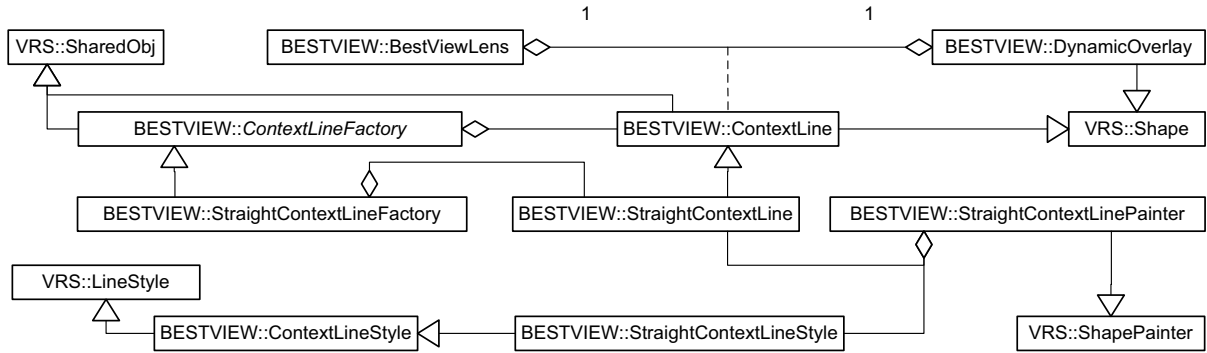 1 1
VRS::SharedObj BESTVIEW::BestViewLens BESTVIEW::DynamicOverlay
BESTVIEW::ContextLineFactory BESTVIEW::ContextLine VRS::Shape
BESTVIEW::StraightContextLineFactory BESTVIEW::StraightContextLine BESTVIEW::StraightContextLinePainter
VRS::LineStyle
BESTVIEW::ContextLineStyle BESTVIEW::StraightContextLineStyle VRS::ShapePainter